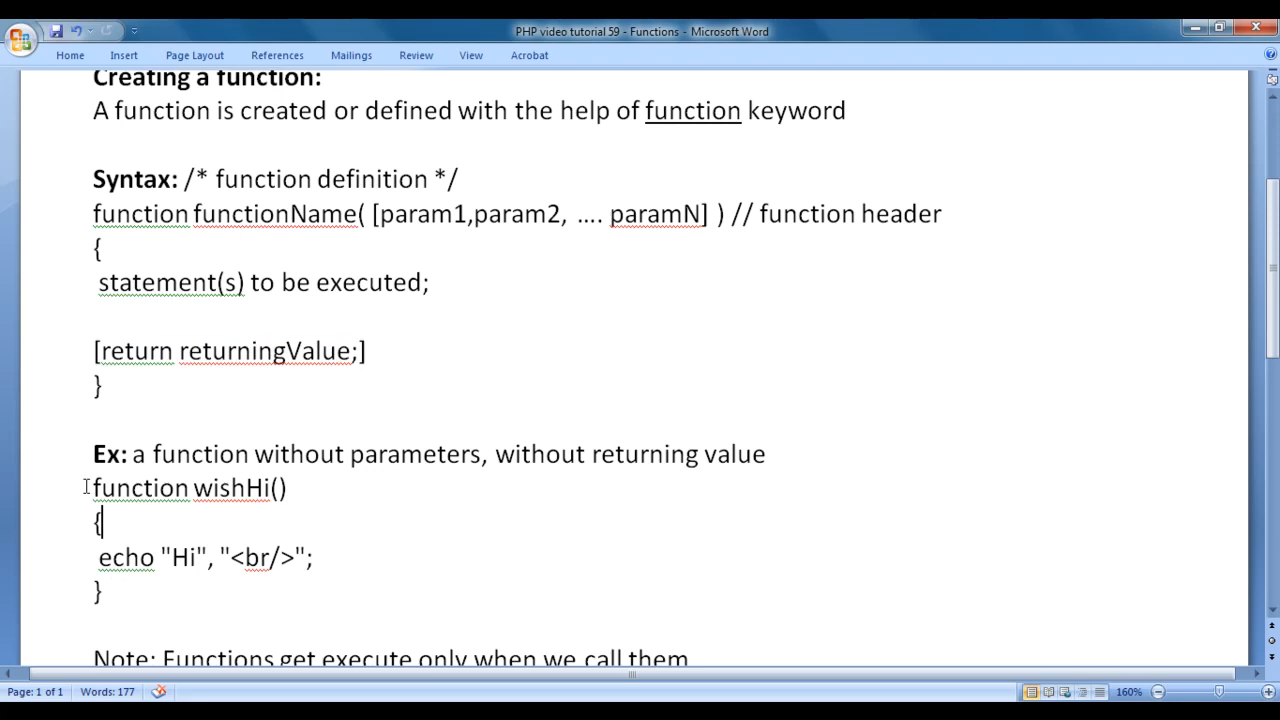 PHP video tutorial 59 - Functions - Microsoft Word
Home Insert Page Layout References Mailings Review View Acrobat
Creating a function:
A function is created or defined with the help of function keyword
Syntax: /* function definition */
function functionName( [param1,param2, .... paramN] ) // function header
{
statement(s) to be executed;
[return returningValue;]
}
Ex: a function without parameters, without returning value
function wishHi()
{
echo "Hi", "<br/>";
}
Note: Functions get execute only when we call them
Page: 1 of 1 Words: 177 160%